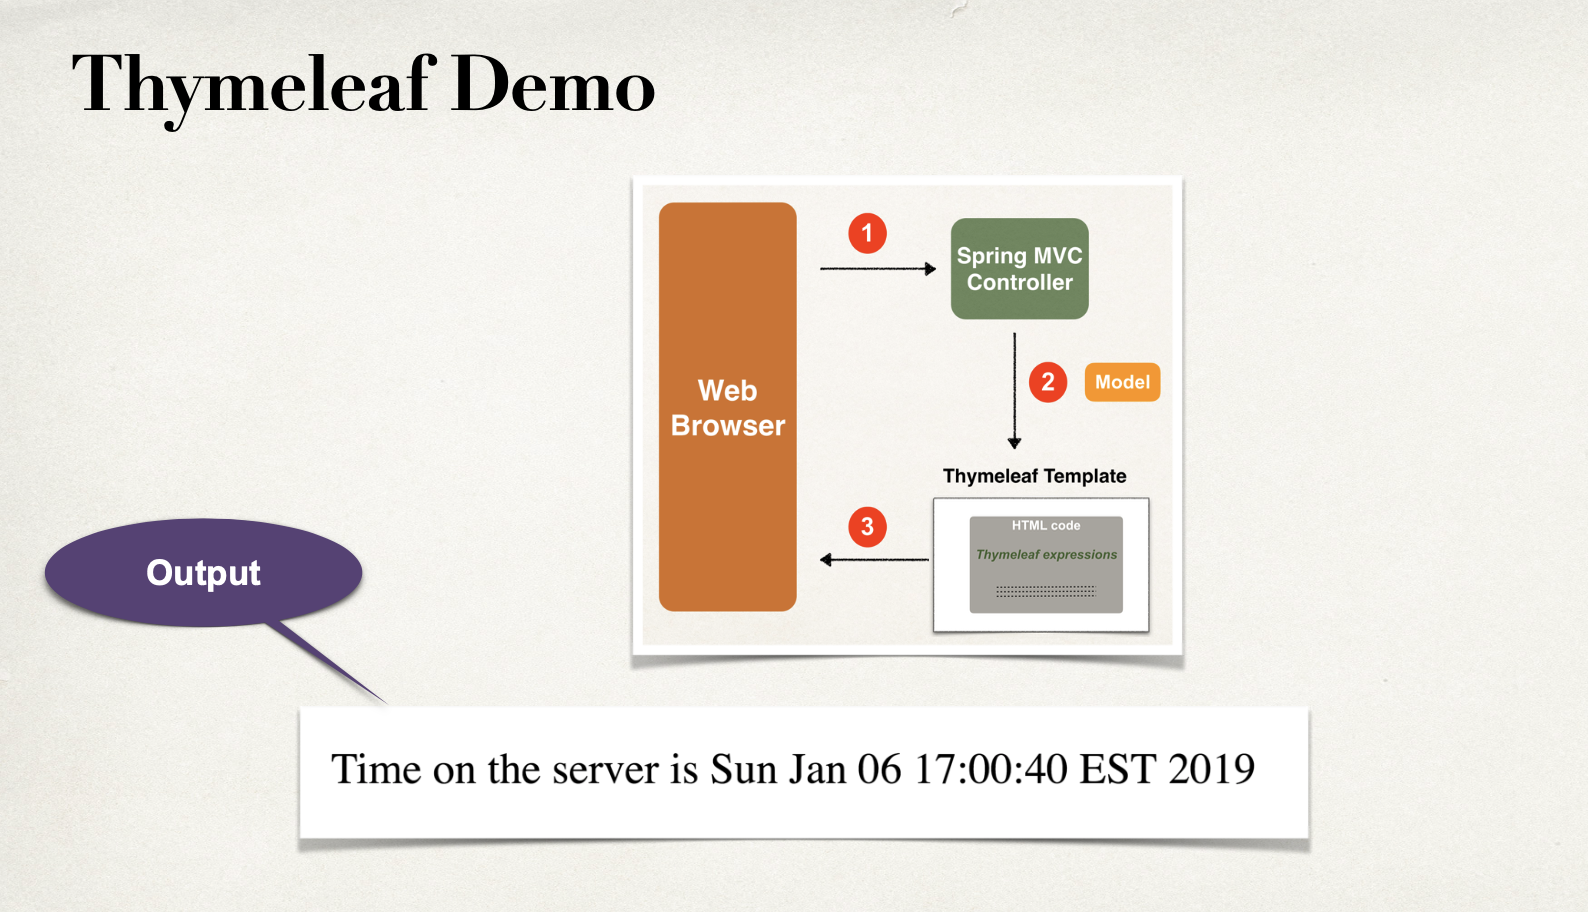 Thymeleaf Demo
1
Spring MVC
Controller
Web
Browser
2
Model
Thymeleaf Template
HTML code
Thymeleaf expressions
3
Output
Time on the server is Sun Jan 06 17:00:40 EST 2019